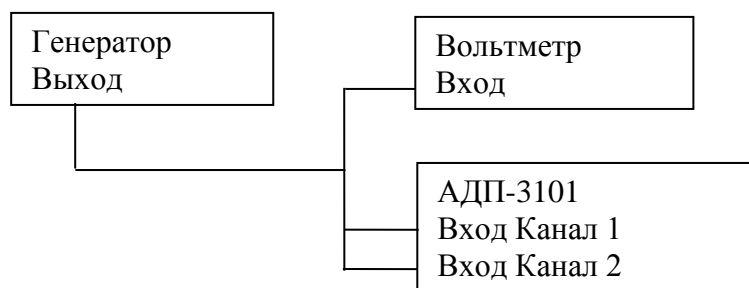 Генератор
Выход
Вольтметр
Вход
АДП-3101
Вход Канал 1
Вход Канал 2